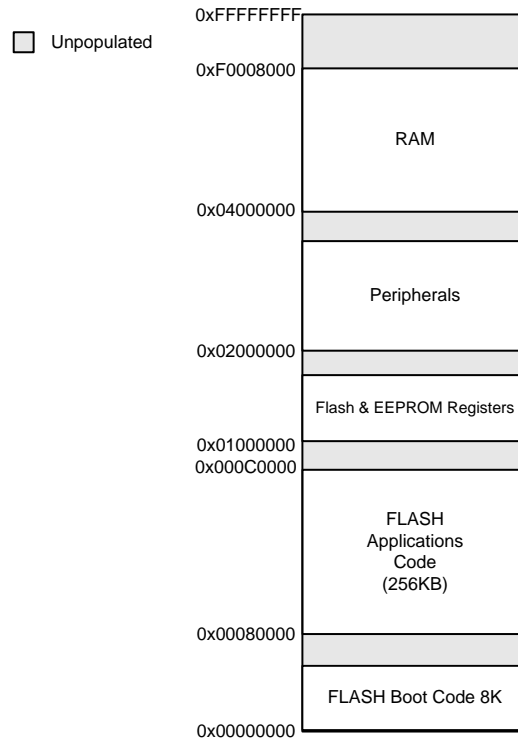 0xFFFFFFFF
Unpopulated
0xF0008000
RAM
0x04000000
Peripherals
0x02000000
Flash & EEPROM Registers
0x01000000
0x000C0000
FLASH
Applications
Code
(256KB)
0x00080000
FLASH Boot Code 8K
0x00000000